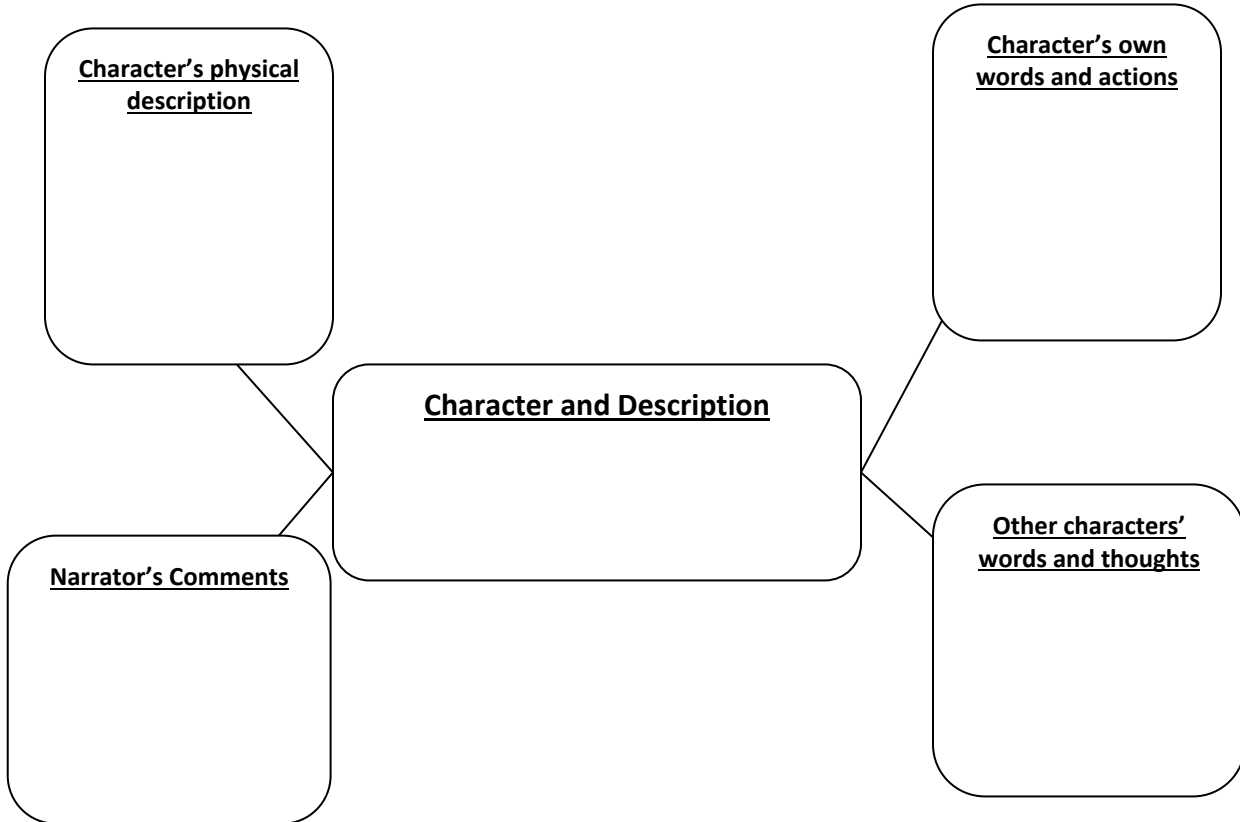 Character’s physical
description
Character’s own
words and actions
Character and Description
Narrator’s Comments
Other characters’
words and thoughts